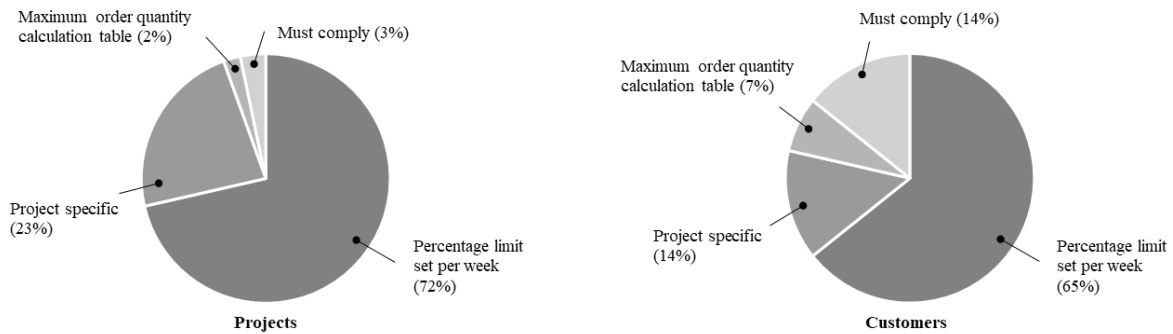 Maximum order quantity
calculation table (2%)
Must comply (3%)
Project specific
(23%)
Percentage limit
set per week
(72%)
Projects
Must comply (14%)
Maximum order quantity
calculation table (7%)
Project specific
(14%)
Percentage limit
set per week
(65%)
Customers